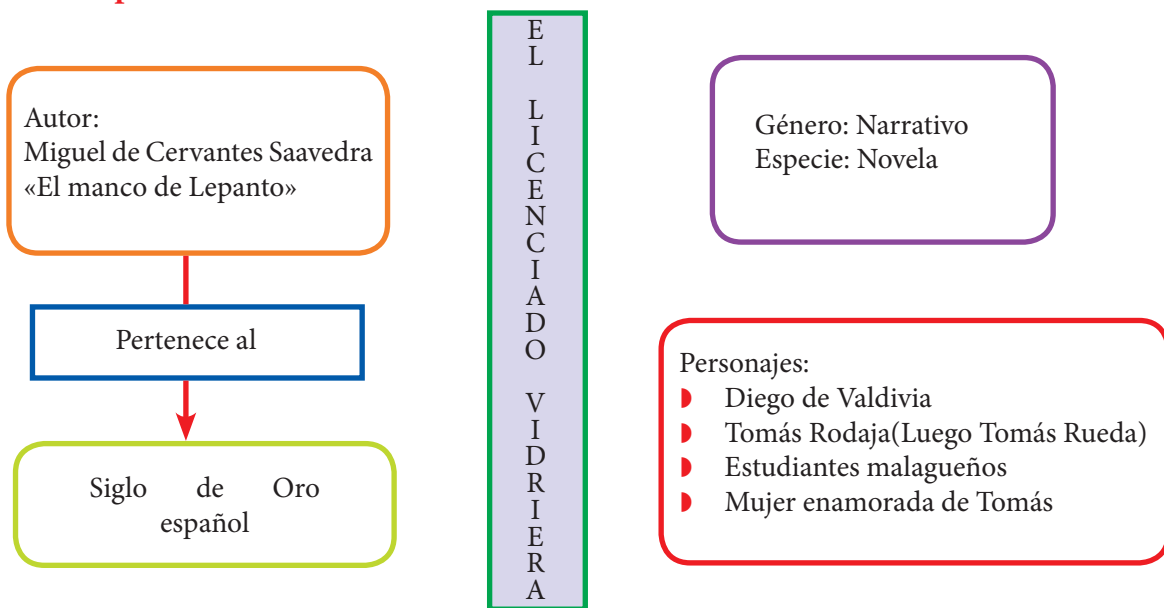 Autor:
Miguel de Cervantes Saavedra
«El manco de Lepanto»
Pertenece al
Siglo de Oro
español
EL LICENCIADO VIDRIERA
Género: Narrativo
Especie: Novela
Personajes:
Diego de Valdivia
Tomás Rodaja(Luego Tomás Rueda)
Estudiantes malagueños
Mujer enamorada de Tomás